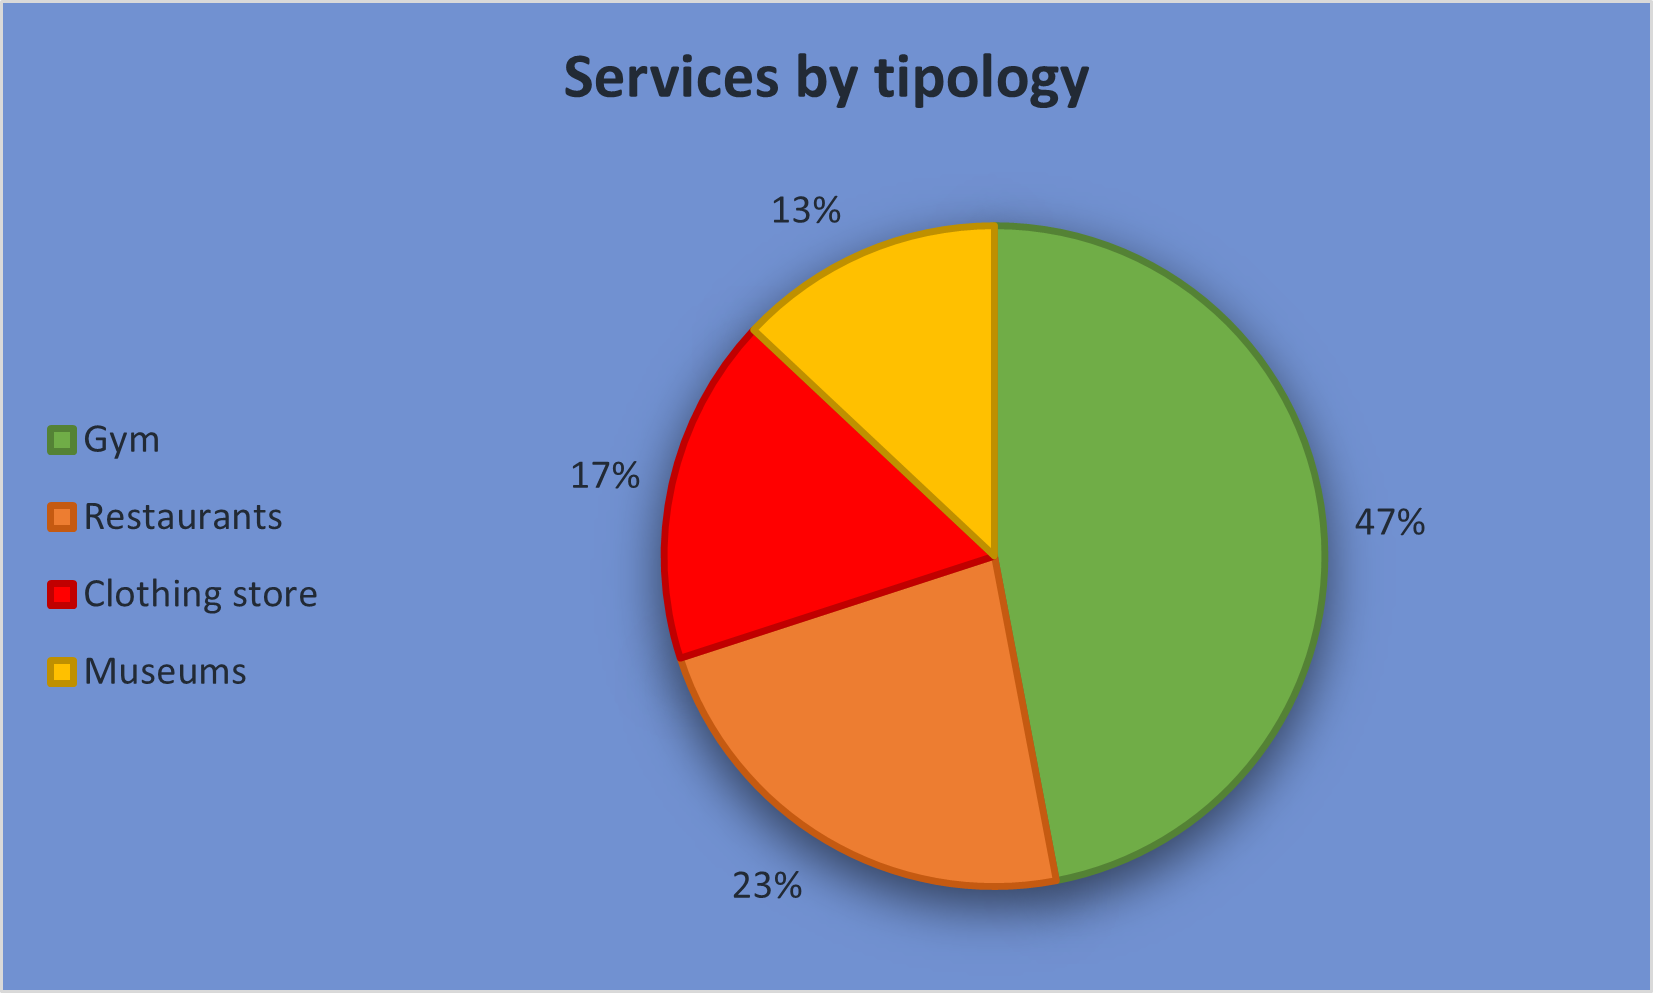 Services by tipology
13%
17%
47%
23%
Gym
Restaurants
Clothing store
Museums